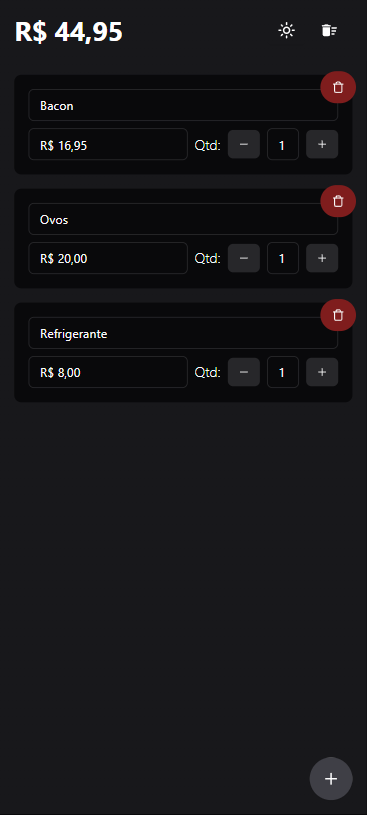 R$ 44,95
Bacon
R$ 16,95 Qtd: − 1 +
Ovos
R$ 20,00 Qtd: − 1 +
Refrigerante
R$ 8,00 Qtd: − 1 +
+